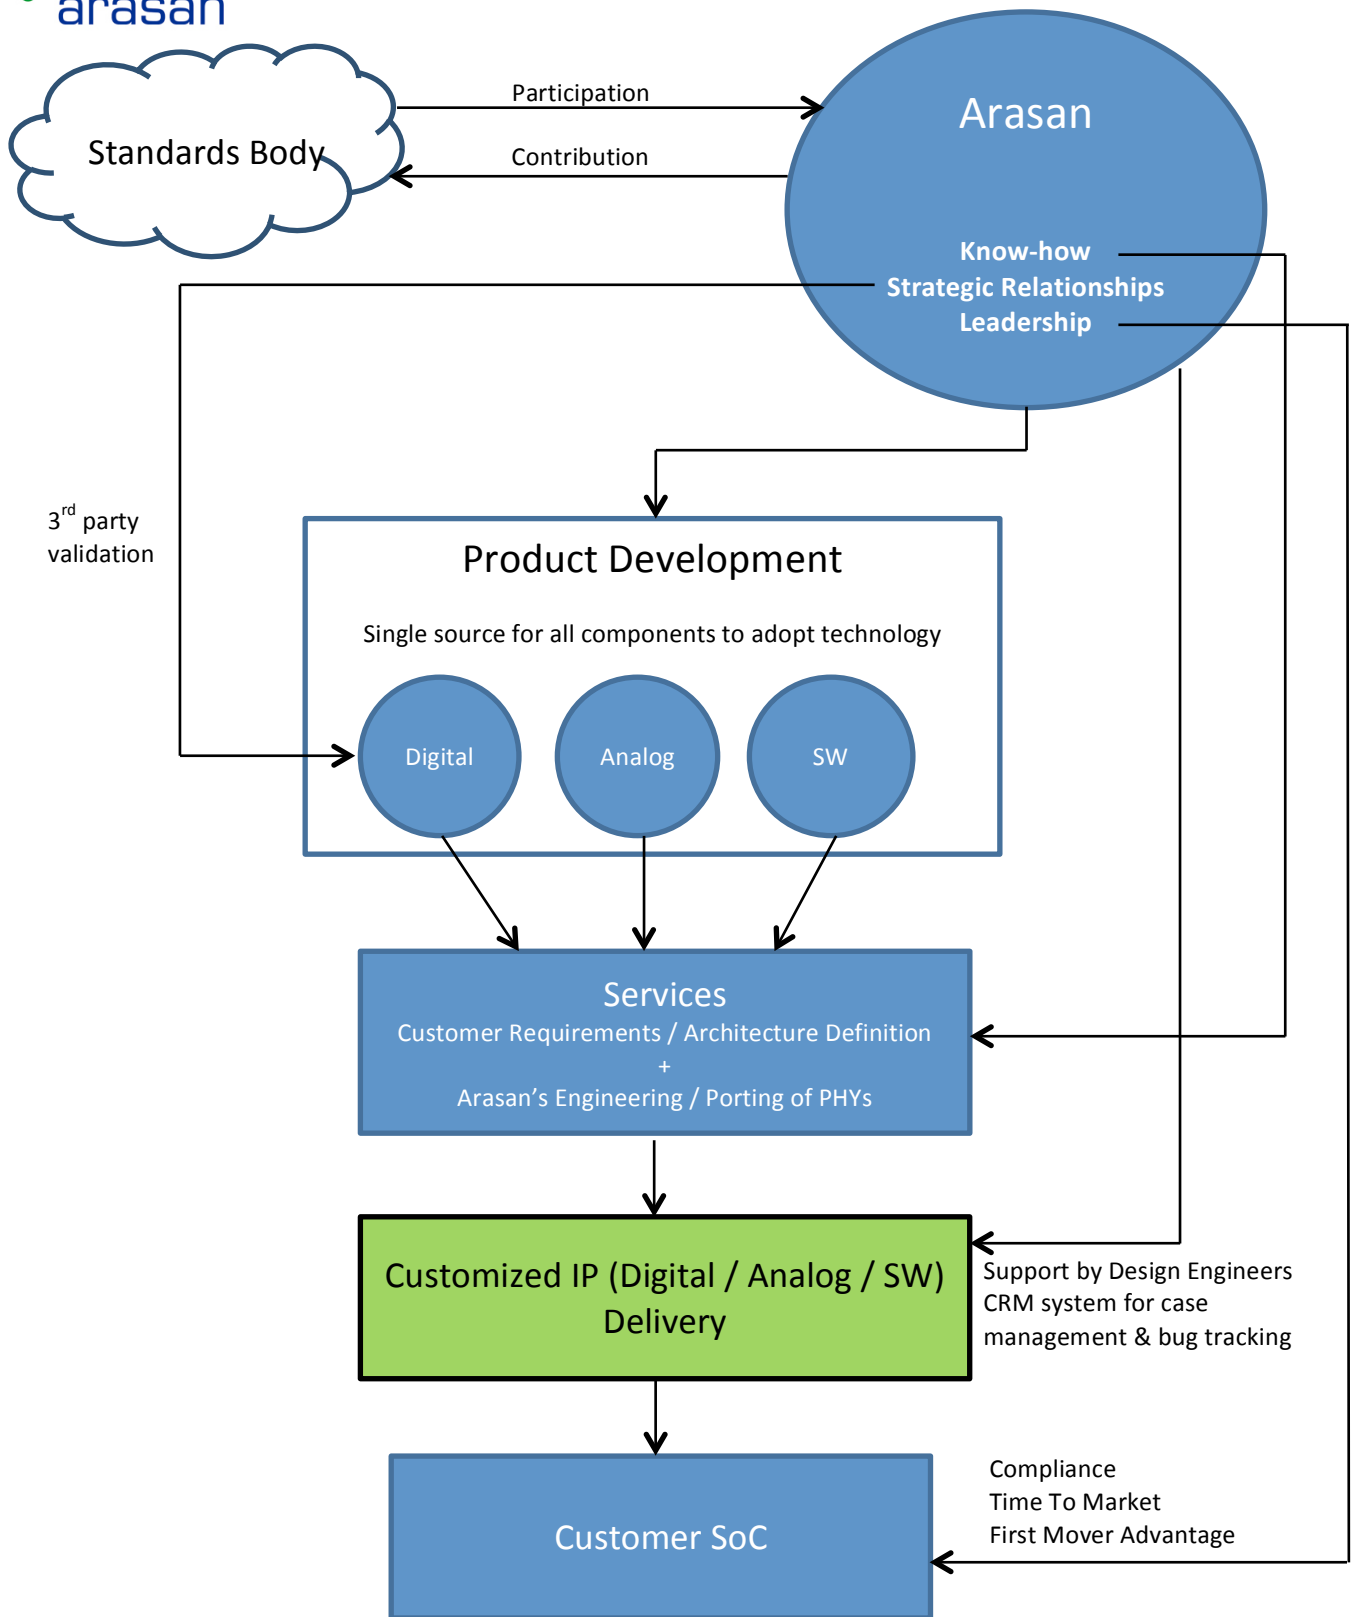 arasan
Participation
Arasan
Standards Body
Contribution
Know-how
Strategic Relationships
Leadership
3rd party
validation
Product Development
Single source for all components to adopt technology
Digital
Analog
SW
Services
Customer Requirements / Architecture Definition
+
Arasan’s Engineering / Porting of PHYs
Customized IP (Digital / Analog / SW)
Delivery
Support by Design Engineers
CRM system for case
management & bug tracking
Compliance
Time To Market
First Mover Advantage
Customer SoC